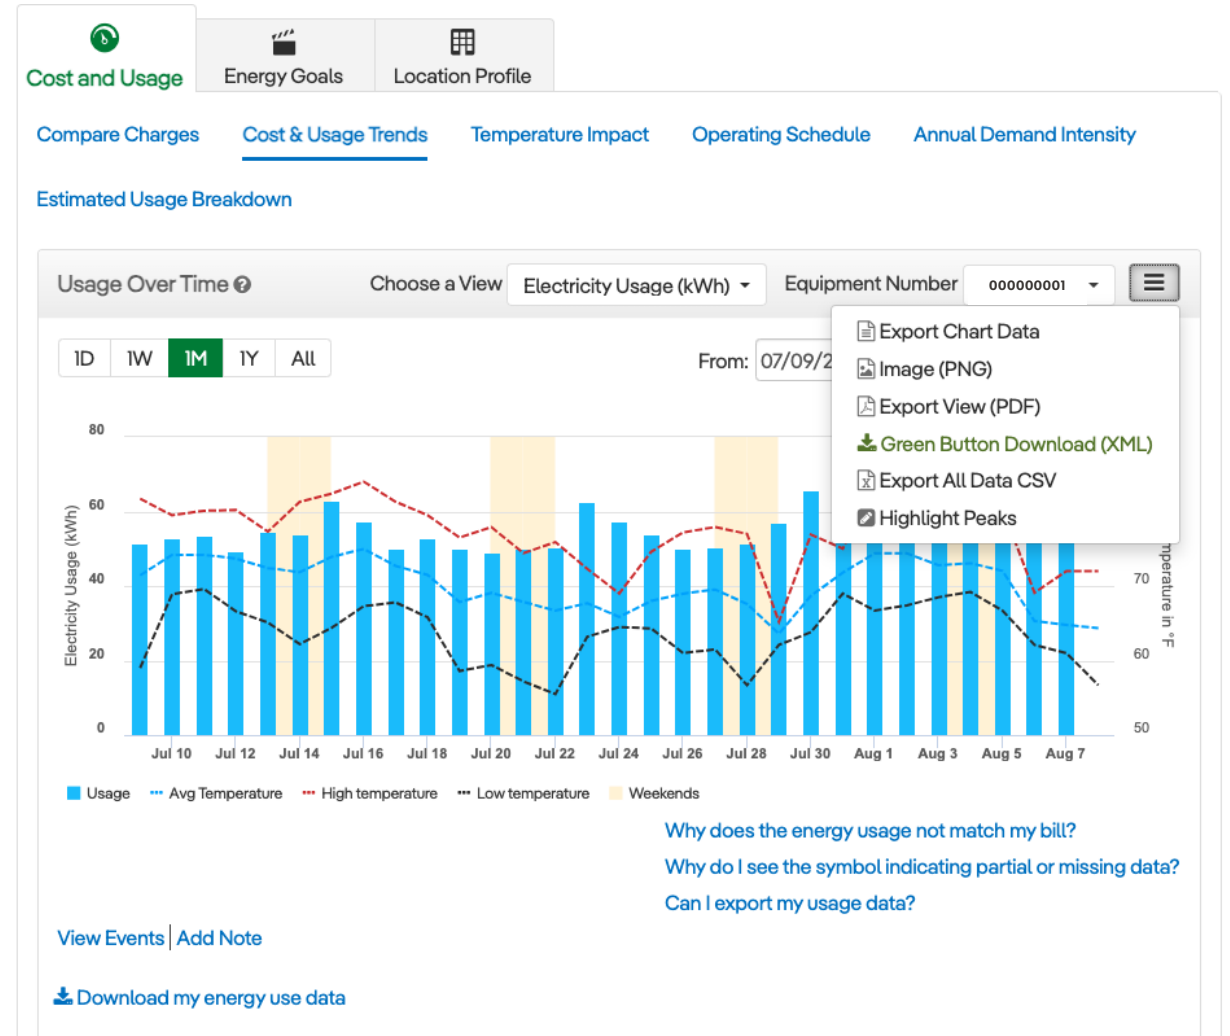 Cost and Usage
Energy Goals
Location Profile
Compare Charges
Cost & Usage Trends
Temperature Impact
Operating Schedule
Annual Demand Intensity
Estimated Usage Breakdown
Usage Over Time
Choose a View
Electricity Usage (kWh)
Equipment Number
000000001
1D
1W
1M
1Y
All
From:
07/09/2
Export Chart Data
Image (PNG)
Export View (PDF)
Green Button Download (XML)
Export All Data CSV
Highlight Peaks
Electricity Usage (kWh)
80
60
40
20
0
70
60
50
mperature in °F
Jul 10
Jul 12
Jul 14
Jul 16
Jul 18
Jul 20
Jul 22
Jul 24
Jul 26
Jul 28
Jul 30
Aug 1
Aug 3
Aug 5
Aug 7
Usage
Avg Temperature
High temperature
Low temperature
Weekends
Why does the energy usage not match my bill?
Why do I see the symbol indicating partial or missing data?
Can I export my usage data?
View Events
Add Note
Download my energy use data